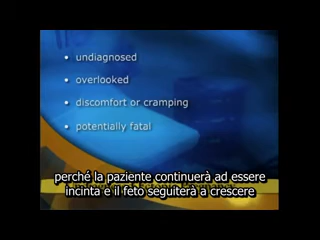 • undiagnosed
• overlooked
• discomfort or cramping
• potentially fatal
perché la paziente continuerà ad essere
incinta e il feto seguiterà a crescere